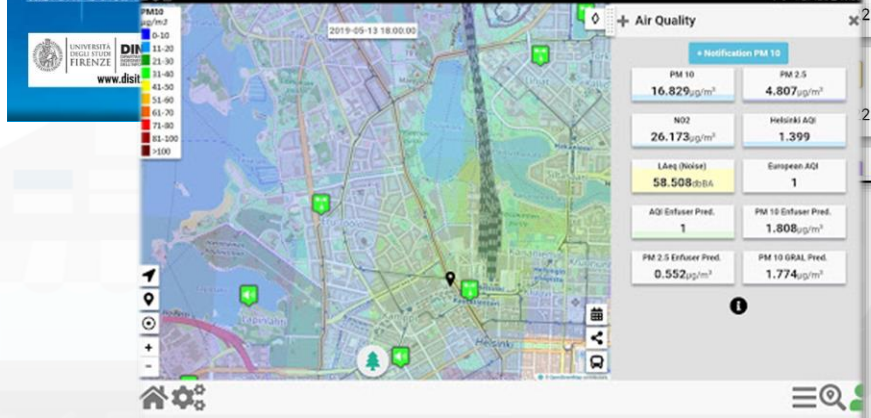 UNIVERSITÀ
DEGLI STUDI
FIRENZE
DIN
www.disit
PM10
µg/m3
0-10
11-20
21-30
31-40
41-50
51-60
61-70
71-80
81-100
>100
2019-05-13 18:00:00
Lapinlahti
Helsinki
Air Quality
+ Notification PM 10
PM 10
16.829µg/m³
PM 2.5
4.807µg/m³
NO2
26.173µg/m³
Helsinki AQI
1.399
LAeq (Noise)
58.508dbBA
European AQI
1
AQI Enfuser Pred.
1
PM 10 Enfuser Pred.
1.808µg/m³
PM 2.5 Enfuser Pred.
0.552µg/m³
PM 10 GRAL Pred.
1.774µg/m³
2
2